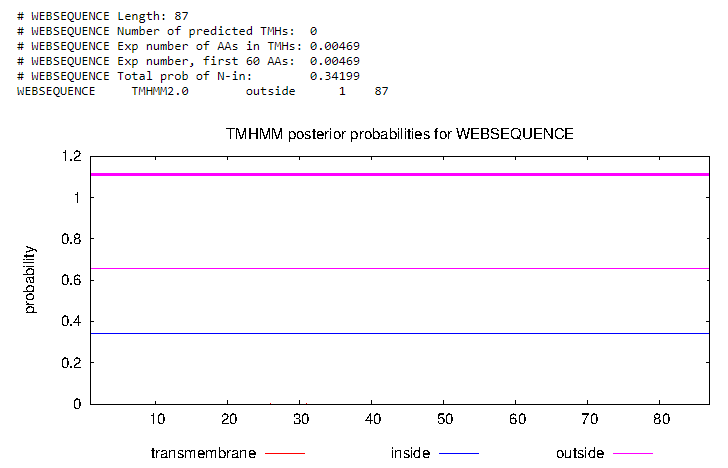 # WEBSEQUENCE Length: 87
# WEBSEQUENCE Number of predicted TMHs:  0
# WEBSEQUENCE Exp number of AAs in TMHs: 0.00469
# WEBSEQUENCE Exp number, first 60 AAs:  0.00469
# WEBSEQUENCE Total prob of N-in:        0.34199
WEBSEQUENCE     TMHMM2.0        outside      1    87
TMHMM posterior probabilities for WEBSEQUENCE
1.2
1
0.8
0.6
0.4
0.2
0
probability
10 20 30 40 50 60 70 80
transmembrane inside outside